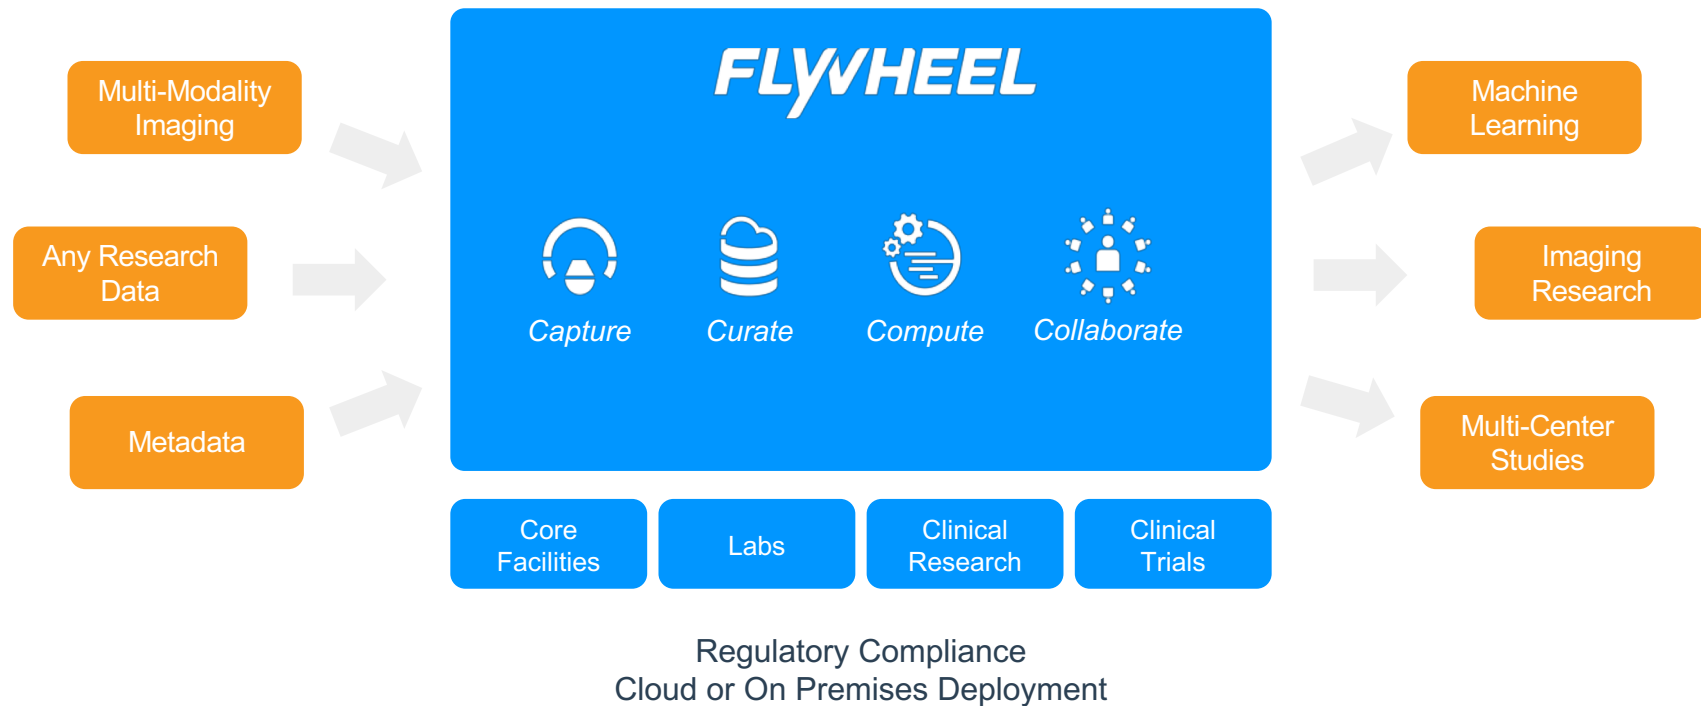 FLYWHEEL
Multi-Modality
Imaging
Any Research
Data
Metadata
Capture
Curate
Compute
Collaborate
Machine
Learning
Imaging
Research
Multi-Center
Studies
Core
Facilities
Labs
Clinical
Research
Clinical
Trials
Regulatory Compliance
Cloud or On Premises Deployment